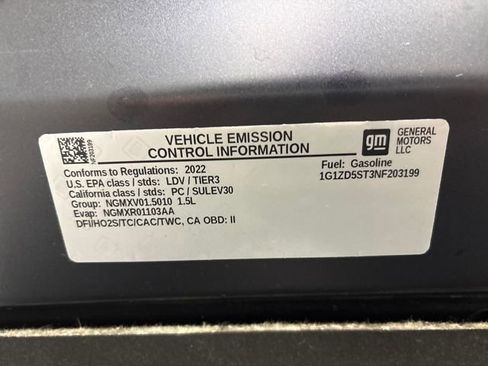 NF203199
VEHICLE EMISSION
CONTROL INFORMATION
gm
GENERAL
MOTORS
LLC
Conforms to Regulations: 2022
Fuel: Gasoline
U.S. EPA class / stds: LDV / TIER3
1G1ZD5ST3NF203199
California class / stds: PC / SULEV30
Group: NGMXV01.5010 1.5L
Evap: NGMXR01103AA
DFI/HO2S/TC/CAC/TWC, CA OBD: II